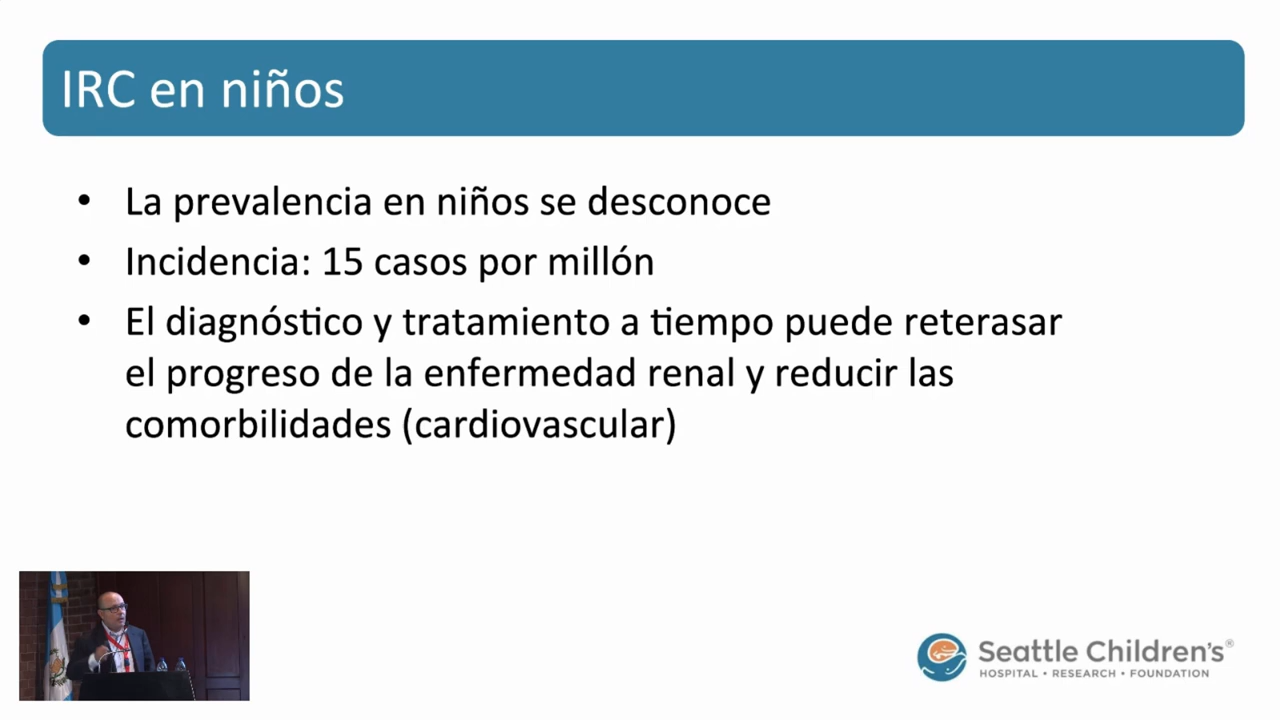 IRC en niños
• La prevalencia en niños se desconoce
• Incidencia: 15 casos por millón
• El diagnóstico y tratamiento a tiempo puede reterasar
el progreso de la enfermedad renal y reducir las
comorbilidades (cardiovascular)
Seattle Children's®
HOSPITAL • RESEARCH • FOUNDATION